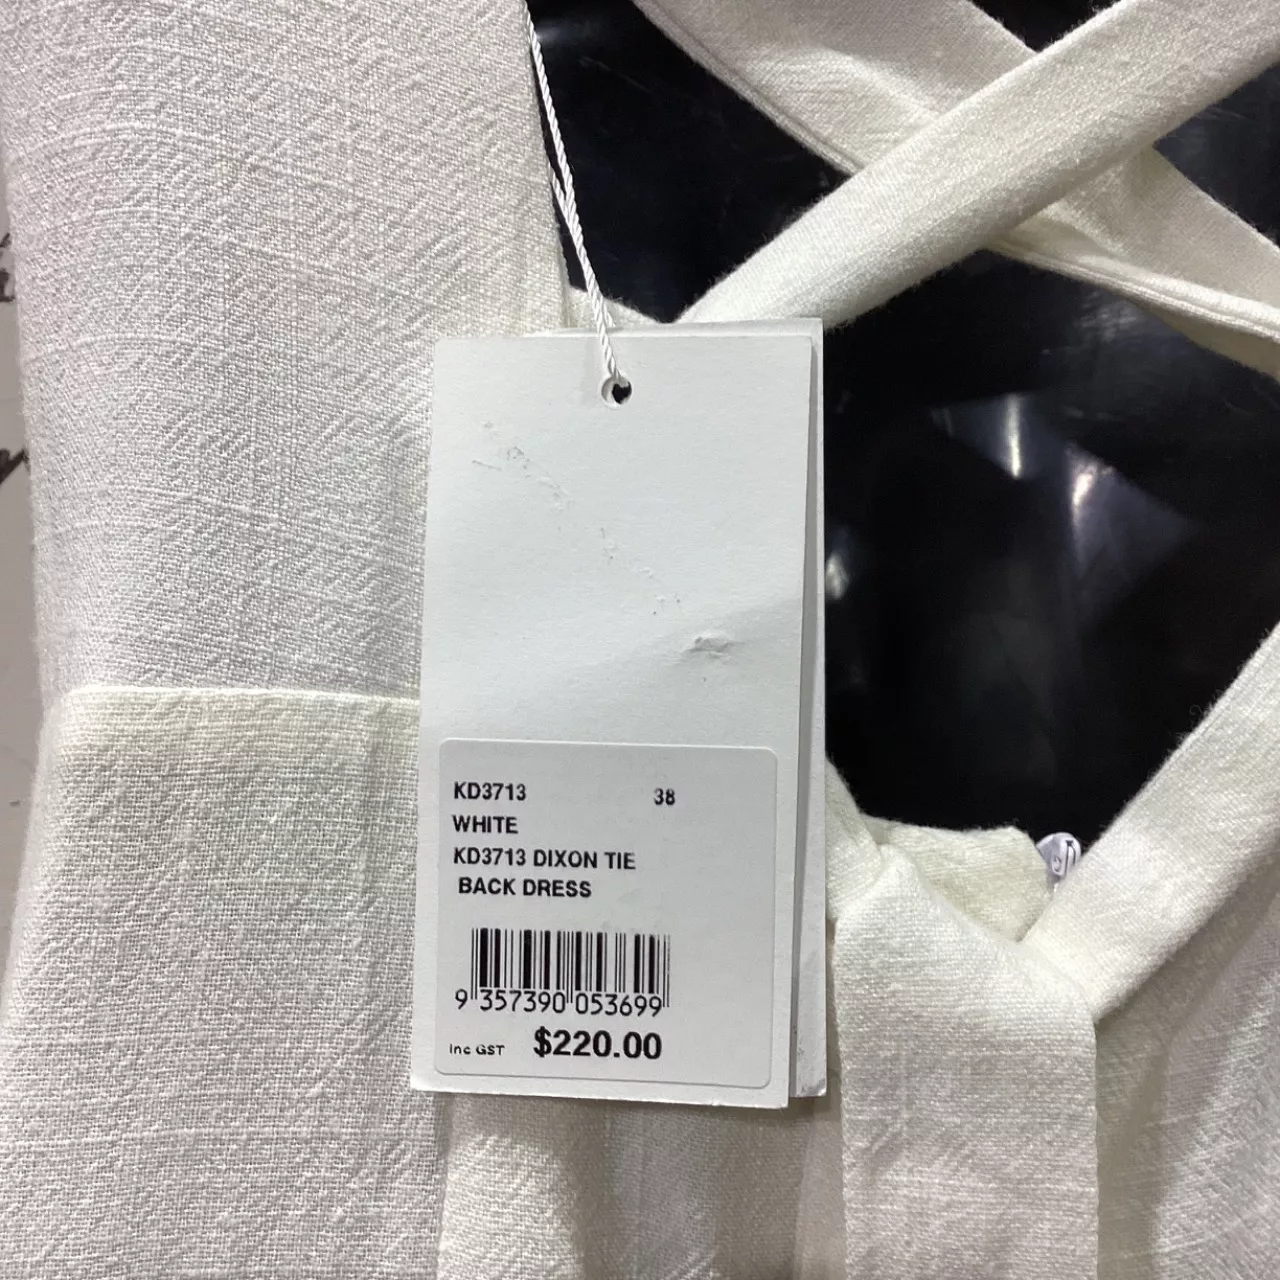 KD3713 38
WHITE
KD3713 DIXON TIE
BACK DRESS
9 357390 053699
Inc GST $220.00